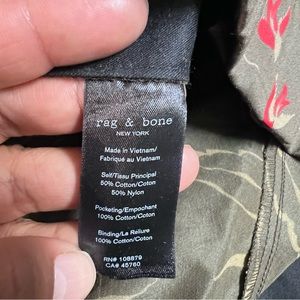 rag & bone
NEW YORK
Made in Vietnam/
Fabriqué au Vietnam
Self/Tissu Principal
50% Cotton/Coton
50% Nylon
Pocketing/Empochant
100% Cotton/Coton
Binding/La Reliure
100% Cotton/Coton
RN# 108879
CA# 45760